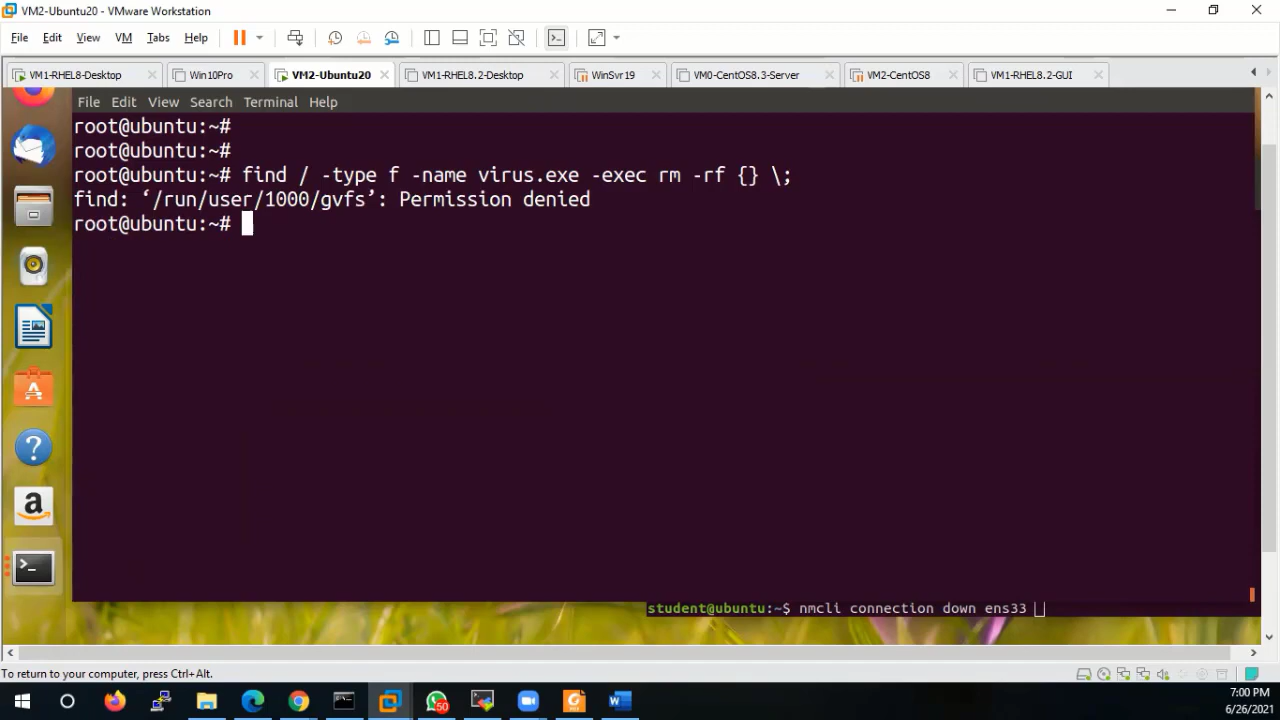 VM2-Ubuntu20 - VMware Workstation
File Edit View VM Tabs Help
VM1-RHEL8-Desktop Win10Pro VM2-Ubuntu20 VM1-RHEL8.2-Desktop WinSvr19 VM0-CentOS8.3-Server VM2-CentOS8 VM1-RHEL8.2-GUI
File Edit View Search Terminal Help
root@ubuntu:~#
root@ubuntu:~#
root@ubuntu:~# find / -type f -name virus.exe -exec rm -rf {} \;
find: ‘/run/user/1000/gvfs’: Permission denied
root@ubuntu:~#
student@ubuntu:~$ nmcli connection down ens33
To return to your computer, press Ctrl+Alt.
50
7:00 PM
6/26/2021